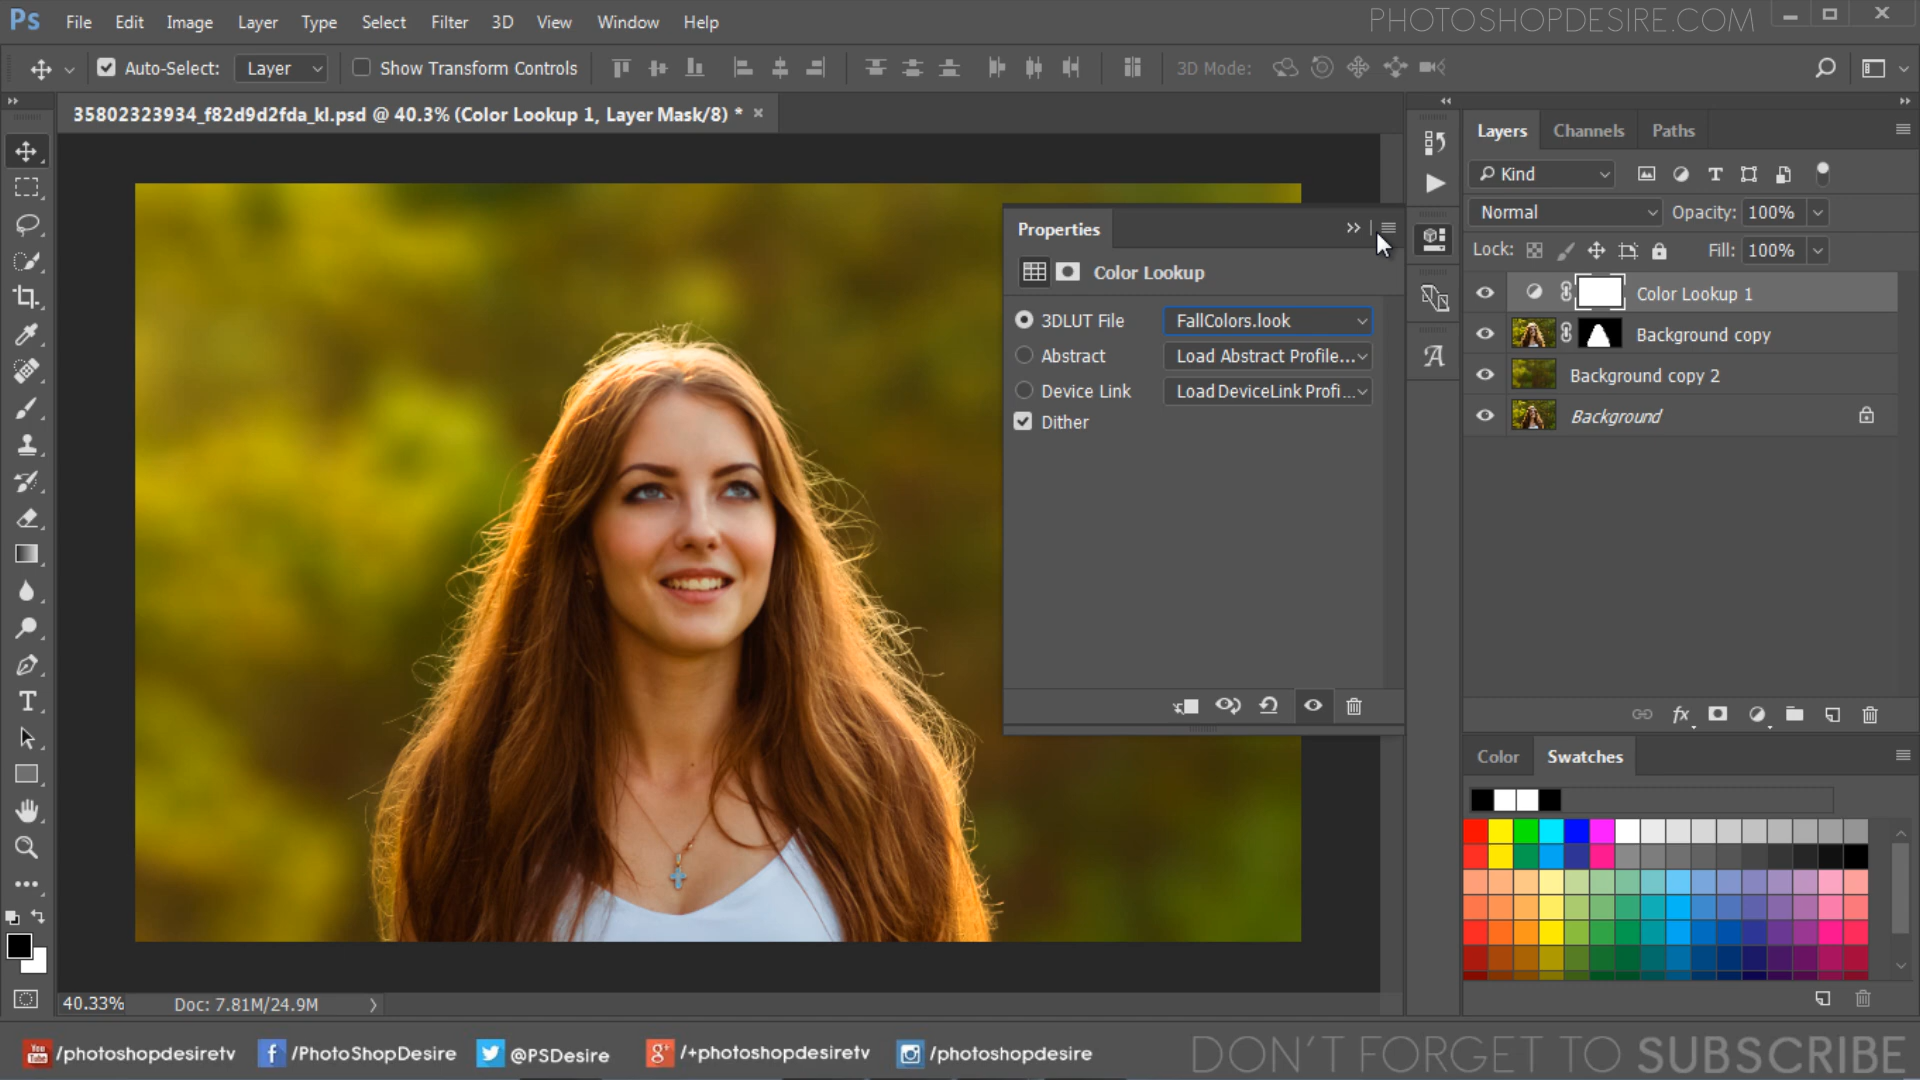 Ps File Edit Image Layer Type Select Filter 3D View Window Help PHOTOSHOPDESIRE.COM
Auto-Select: Layer Show Transform Controls 3D Mode:
35802323934_f82d9d2fda_kl.psd @ 40.3% (Color Lookup 1, Layer Mask/8) *
Properties
Color Lookup
3DLUT File FallColors.look
Abstract Load Abstract Profile...
Device Link Load DeviceLink Profi...
Dither
Layers Channels Paths
Kind
Normal Opacity: 100%
Lock: Fill: 100%
Color Lookup 1
Background copy
Background copy 2
Background
fx
Color Swatches
40.33% Doc: 7.81M/24.9M
You Tube /photoshopdesiretv f /PhotoShopDesire @PSDesire g+ /+photoshopdesiretv /photoshopdesire DON'T FORGET TO SUBSCRIBE